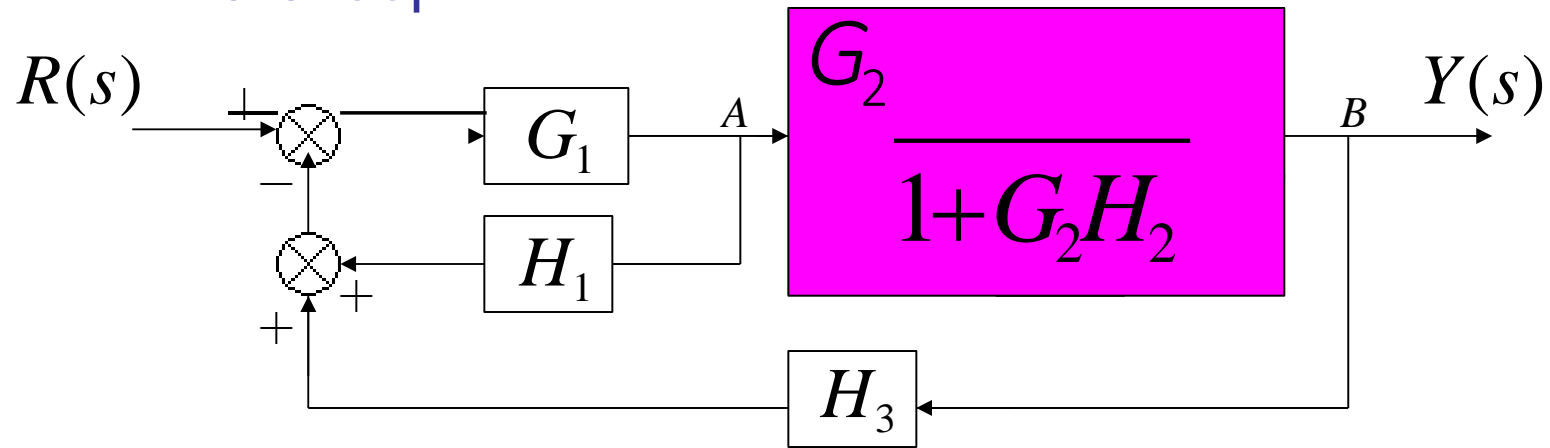 R(s)
+
−
G₁
A
G₂
1+G₂H₂
B
Y(s)
H₁
+
+
H₃